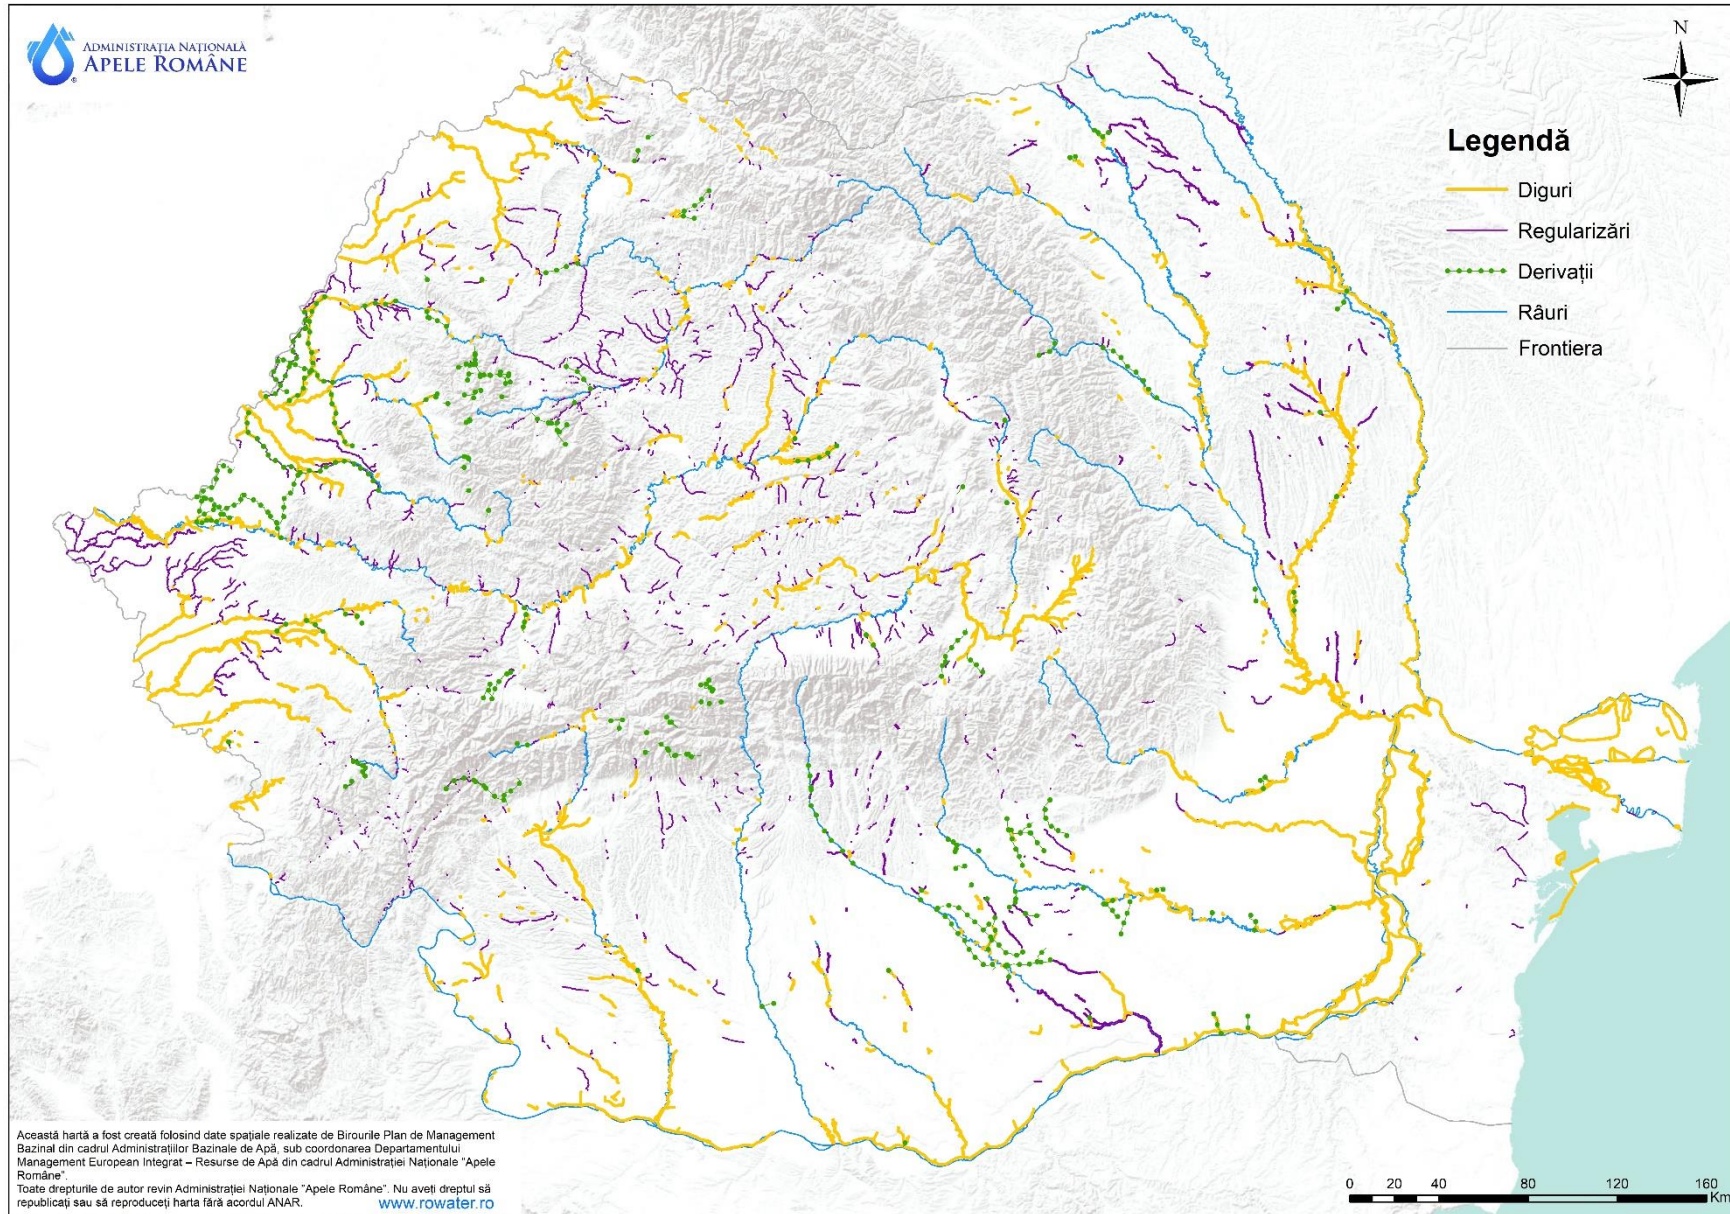 ADMINISTRAȚIA NAȚIONALĂ
APELE ROMÂNE
N
Legendă
Diguri
Regularizări
Derivații
Râuri
Frontiera
Această hartă a fost creată folosind date spațiale realizate de Birourile Plan de Management
Bazinal din cadrul Administrațiilor Bazinale de Apă, sub coordonarea Departamentului
Management European Integrat – Resurse de Apă din cadrul Administrației Naționale "Apele
Române".
Toate drepturile de autor revin Administrației Naționale "Apele Române". Nu aveți dreptul să
republicați sau să reproduceți harta fără acordul ANAR.
www.rowater.ro
0 20 40 80 120 160
Km